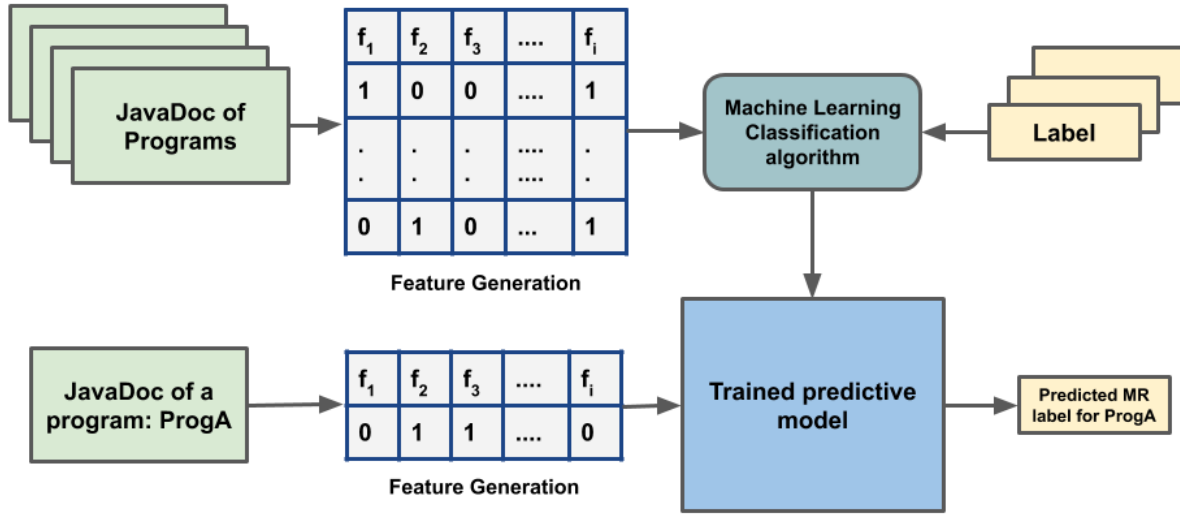 f1 f2 f3 .... fi
1 0 0 .... 1
. . . .... .
. . . .... .
0 1 0 ... 1
JavaDoc of
Programs
Machine Learning
Classification
algorithm
Label
Feature Generation
JavaDoc of a
program: ProgA
f1 f2 f3 .... fi
0 1 1 .... 0
Feature Generation
Trained predictive
model
Predicted MR
label for ProgA